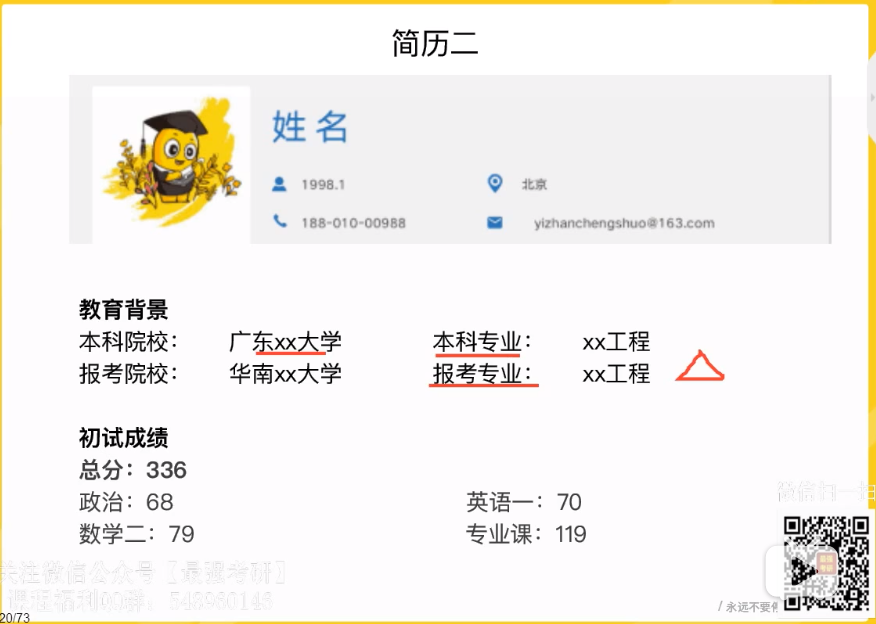 简历二
姓 名
1998.1 北京
188-010-00988 yizhanchengshuo@163.com
教育背景
本科院校： 广东xx大学 本科专业： xx工程
报考院校： 华南xx大学 报考专业： xx工程
初试成绩
总分：336
政治：68 英语一：70
数学二：79 专业课：119
微信扫一扫
关注微信公众号【最强考研】
课程福利QQ群：
/ 永远不要停
20/73